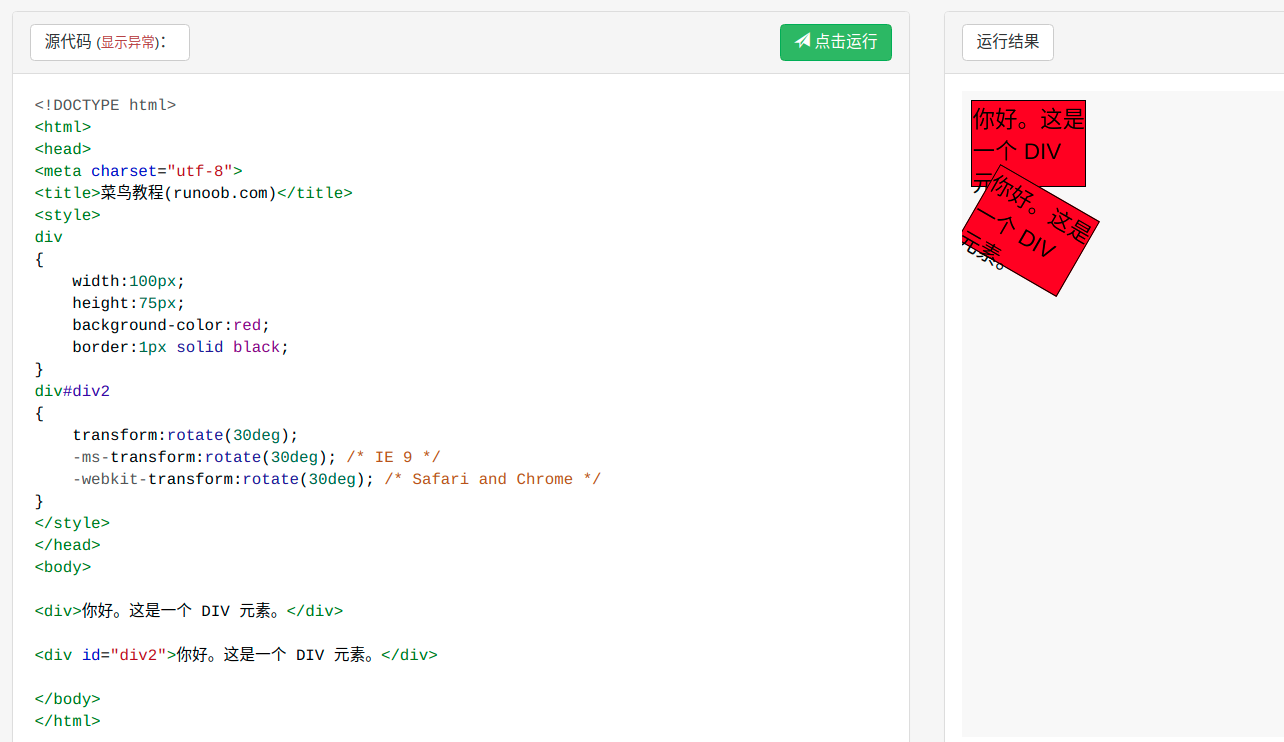 源代码 (显示异常)：
点击运行
<!DOCTYPE html>
<html>
<head>
<meta charset="utf-8">
<title>菜鸟教程(runoob.com)</title>
<style>
div
{
    width:100px;
    height:75px;
    background-color:red;
    border:1px solid black;
}
div#div2
{
    transform:rotate(30deg);
    -ms-transform:rotate(30deg); /* IE 9 */
    -webkit-transform:rotate(30deg); /* Safari and Chrome */
}
</style>
</head>
<body>
<div>你好。这是一个 DIV 元素。</div>
<div id="div2">你好。这是一个 DIV 元素。</div>
</body>
</html>
运行结果
你好。这是
一个 DIV
元
你好。这是
一个 DIV
元素。